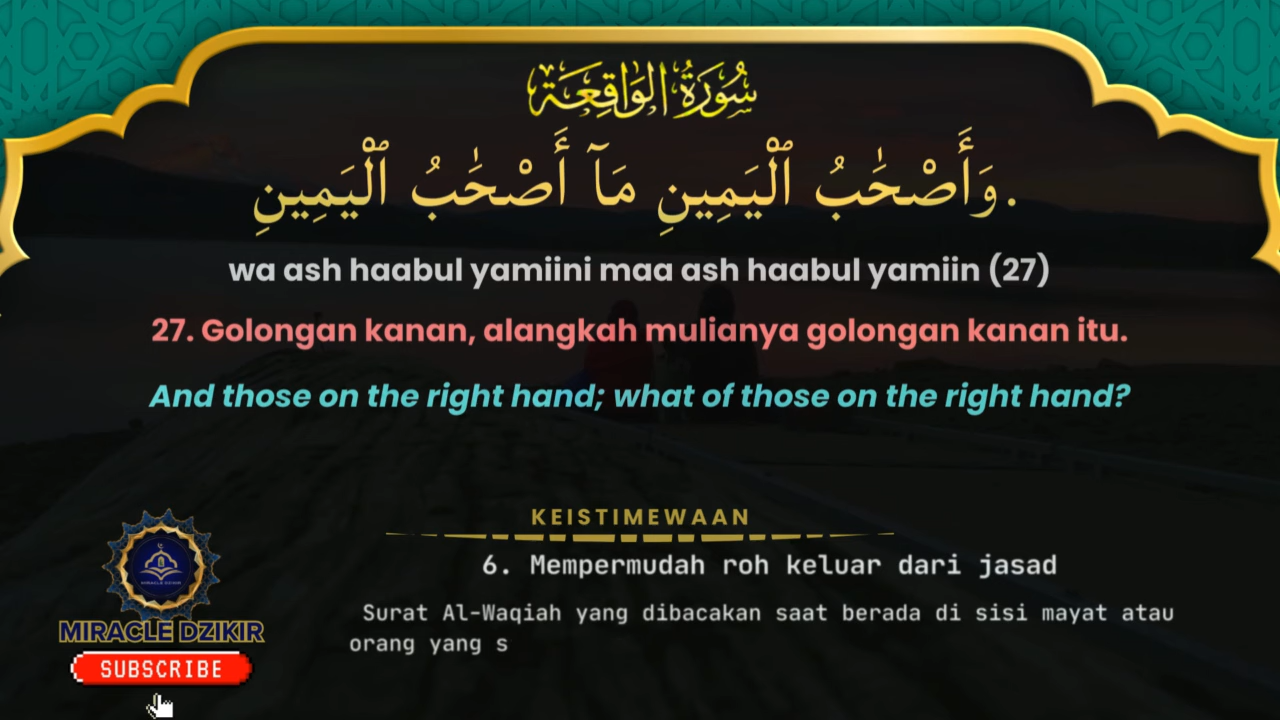 سُورَةُ الوَاقِعَة
وَأَصْحَٰبُ ٱلْيَمِينِ مَآ أَصْحَٰبُ ٱلْيَمِينِ.
wa ash haabul yamiini maa ash haabul yamiin (27)
27. Golongan kanan, alangkah mulianya golongan kanan itu.
And those on the right hand; what of those on the right hand?
KEISTIMEWAAN
6. Mempermudah roh keluar dari jasad
Surat Al-Waqiah yang dibacakan saat berada di sisi mayat atau
orang yang s
MIRACLE DZIKIR
MIRACLE DZIKIR
SUBSCRIBE